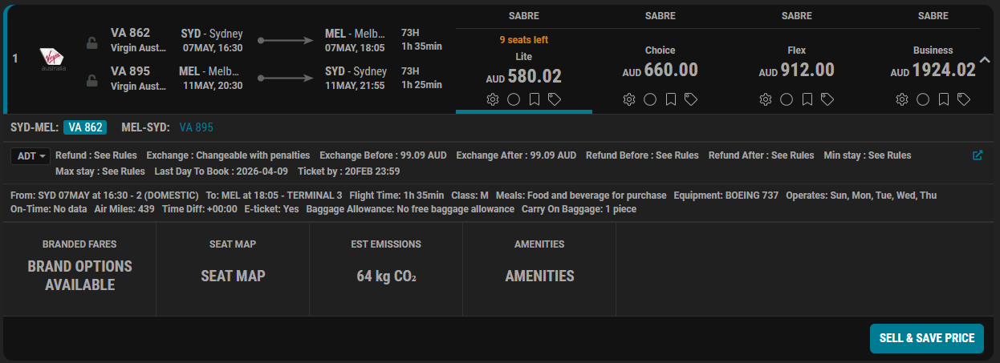 SABRE SABRE SABRE SABRE
1
Virgin australia
VA 862 SYD - Sydney MEL - Melb... 73H
Virgin Aust... 07MAY, 16:30 07MAY, 18:05 1h 35min
VA 895 MEL - Melb... SYD - Sydney 73H
Virgin Aust... 11MAY, 20:30 11MAY, 21:55 1h 25min
9 seats left
Lite Choice Flex Business
AUD 580.02 AUD 660.00 AUD 912.00 AUD 1924.02
SYD-MEL: VA 862 MEL-SYD: VA 895
ADT Refund : See Rules Exchange : Changeable with penalties Exchange Before : 99.09 AUD Exchange After : 99.09 AUD Refund Before : See Rules Refund After : See Rules Min stay : See Rules
Max stay : See Rules Last Day To Book : 2026-04-09 Ticket by : 20FEB 23:59
From: SYD 07MAY at 16:30 - 2 (DOMESTIC) To: MEL at 18:05 - TERMINAL 3 Flight Time: 1h 35min Class: M Meals: Food and beverage for purchase Equipment: BOEING 737 Operates: Sun, Mon, Tue, Wed, Thu
On-Time: No data Air Miles: 439 Time Diff: +00:00 E-ticket: Yes Baggage Allowance: No free baggage allowance Carry On Baggage: 1 piece
BRANDED FARES SEAT MAP EST EMISSIONS AMENITIES
BRAND OPTIONS
AVAILABLE
SEAT MAP 64 kg CO₂ AMENITIES
SELL & SAVE PRICE